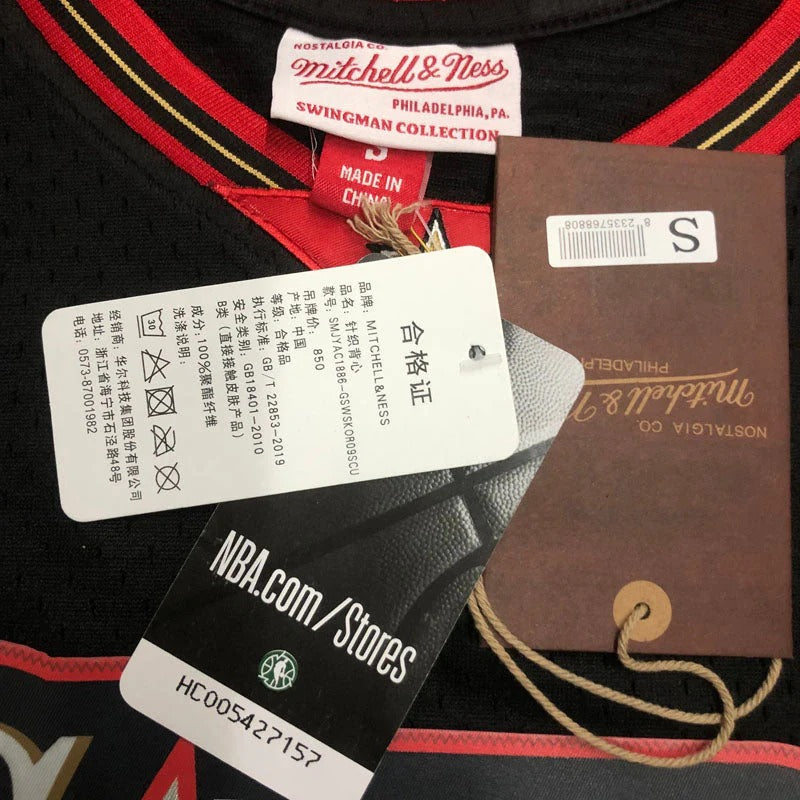 NOSTALGIA CO.
Mitchell & Ness
PHILADELPHIA, PA.
SWINGMAN COLLECTION
S
MADE IN
CHINA
S
8 2335768808
Mitchell & N
PHILADELPH
NOSTALGIA CO.
合格证
品牌: MITCHELL&NESS
品名: 针织背心
款号: SMJYAC1886-GSWSKOR09SCU
吊牌价: 850
产地: 中国
等级: 合格品
执行标准: GB/T 22853-2019
安全类别: GB18401-2010
B类(直接接触皮肤产品)
成分: 100%聚酯纤维
洗涤说明:
30
经销商: 华尔科技集团股份有限公司
地址: 浙江省海宁市石泾路48号
电话: 0573-87001982
NBA.com/Stores
HC005427157